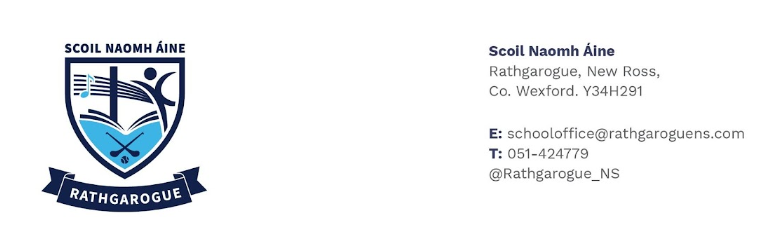 SCOIL NAOMH ÁINE
RATHGAROGUE
Scoil Naomh Áine
Rathgarogue, New Ross,
Co. Wexford. Y34H291
E: schooloffice@rathgaroguens.com
T: 051-424779
@Rathgarogue_NS